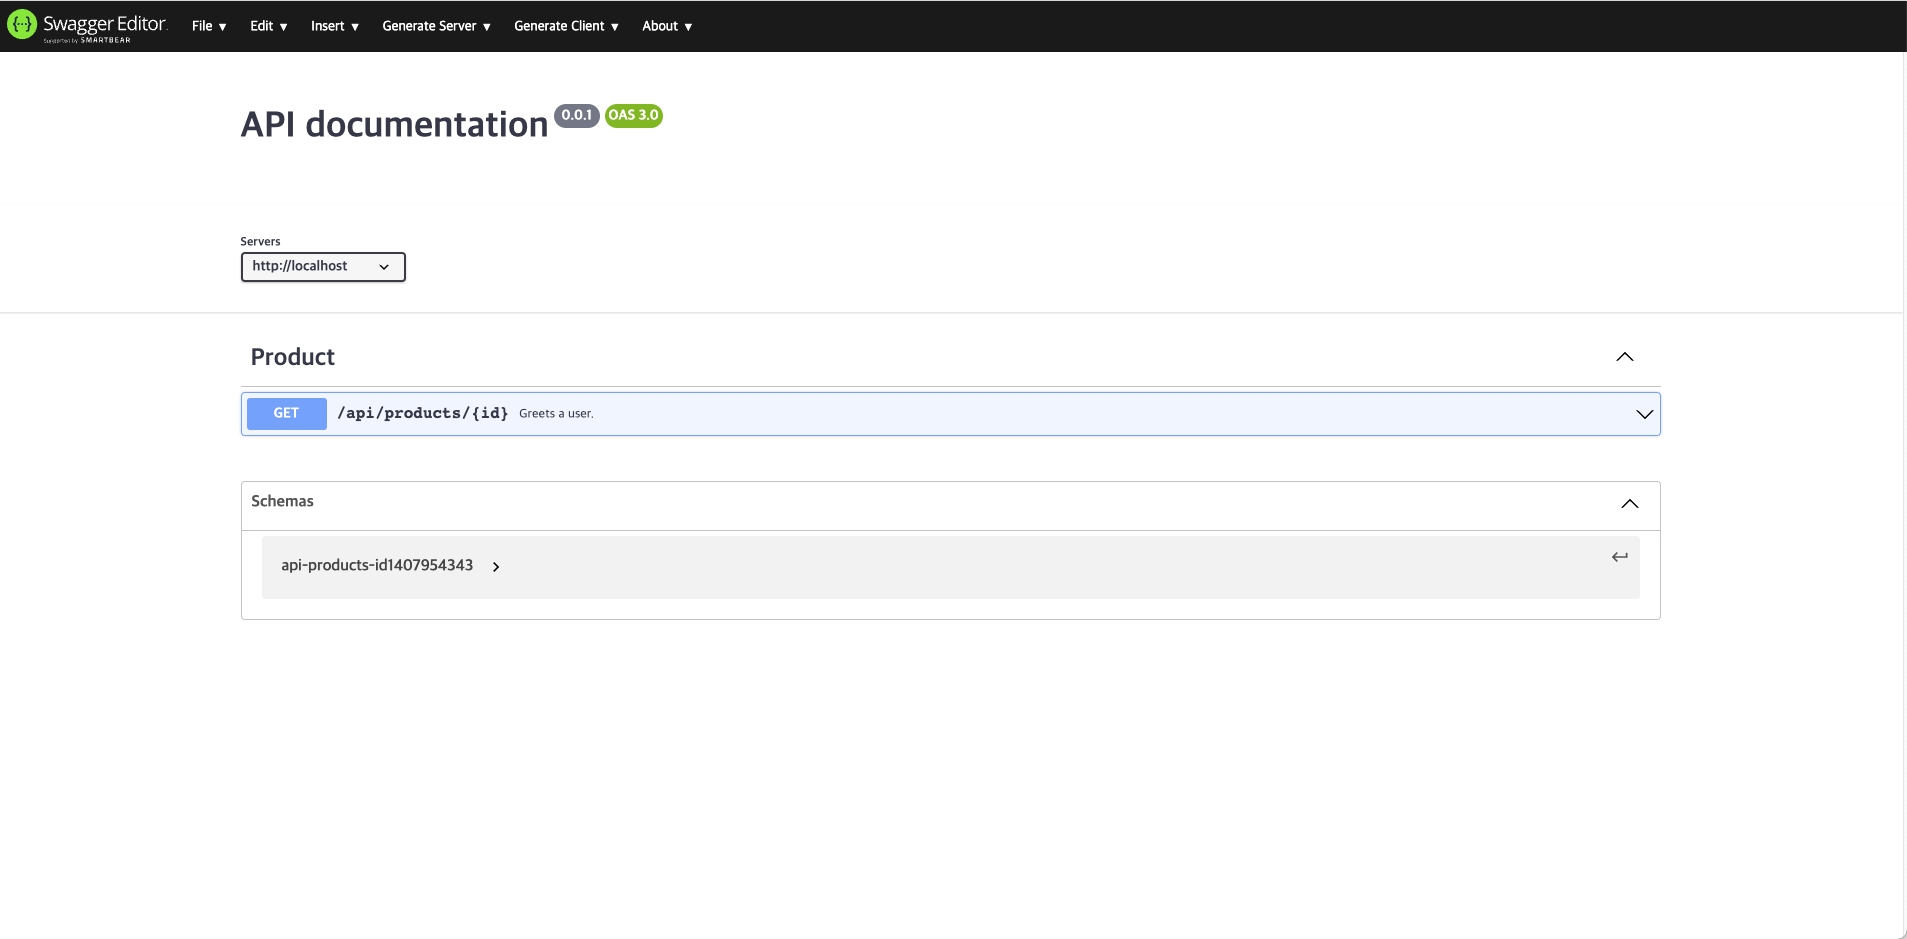 {··} Swagger Editor.
Supported by SMARTBEAR
File ▼ Edit ▼ Insert ▼ Generate Server ▼ Generate Client ▼ About ▼
API documentation 0.0.1 OAS 3.0
Servers
http://localhost
Product
GET /api/products/{id} Greets a user.
Schemas
api-products-id1407954343